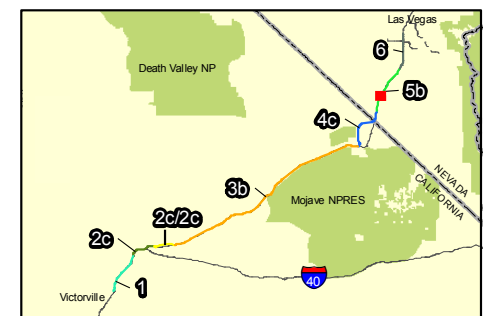 Las Vegas
6
Death Valley NP
5b
4c
NEVADA
CALIFORNIA
3b
Mojave NPRES
2c/2c
2c
40
1
Victorville